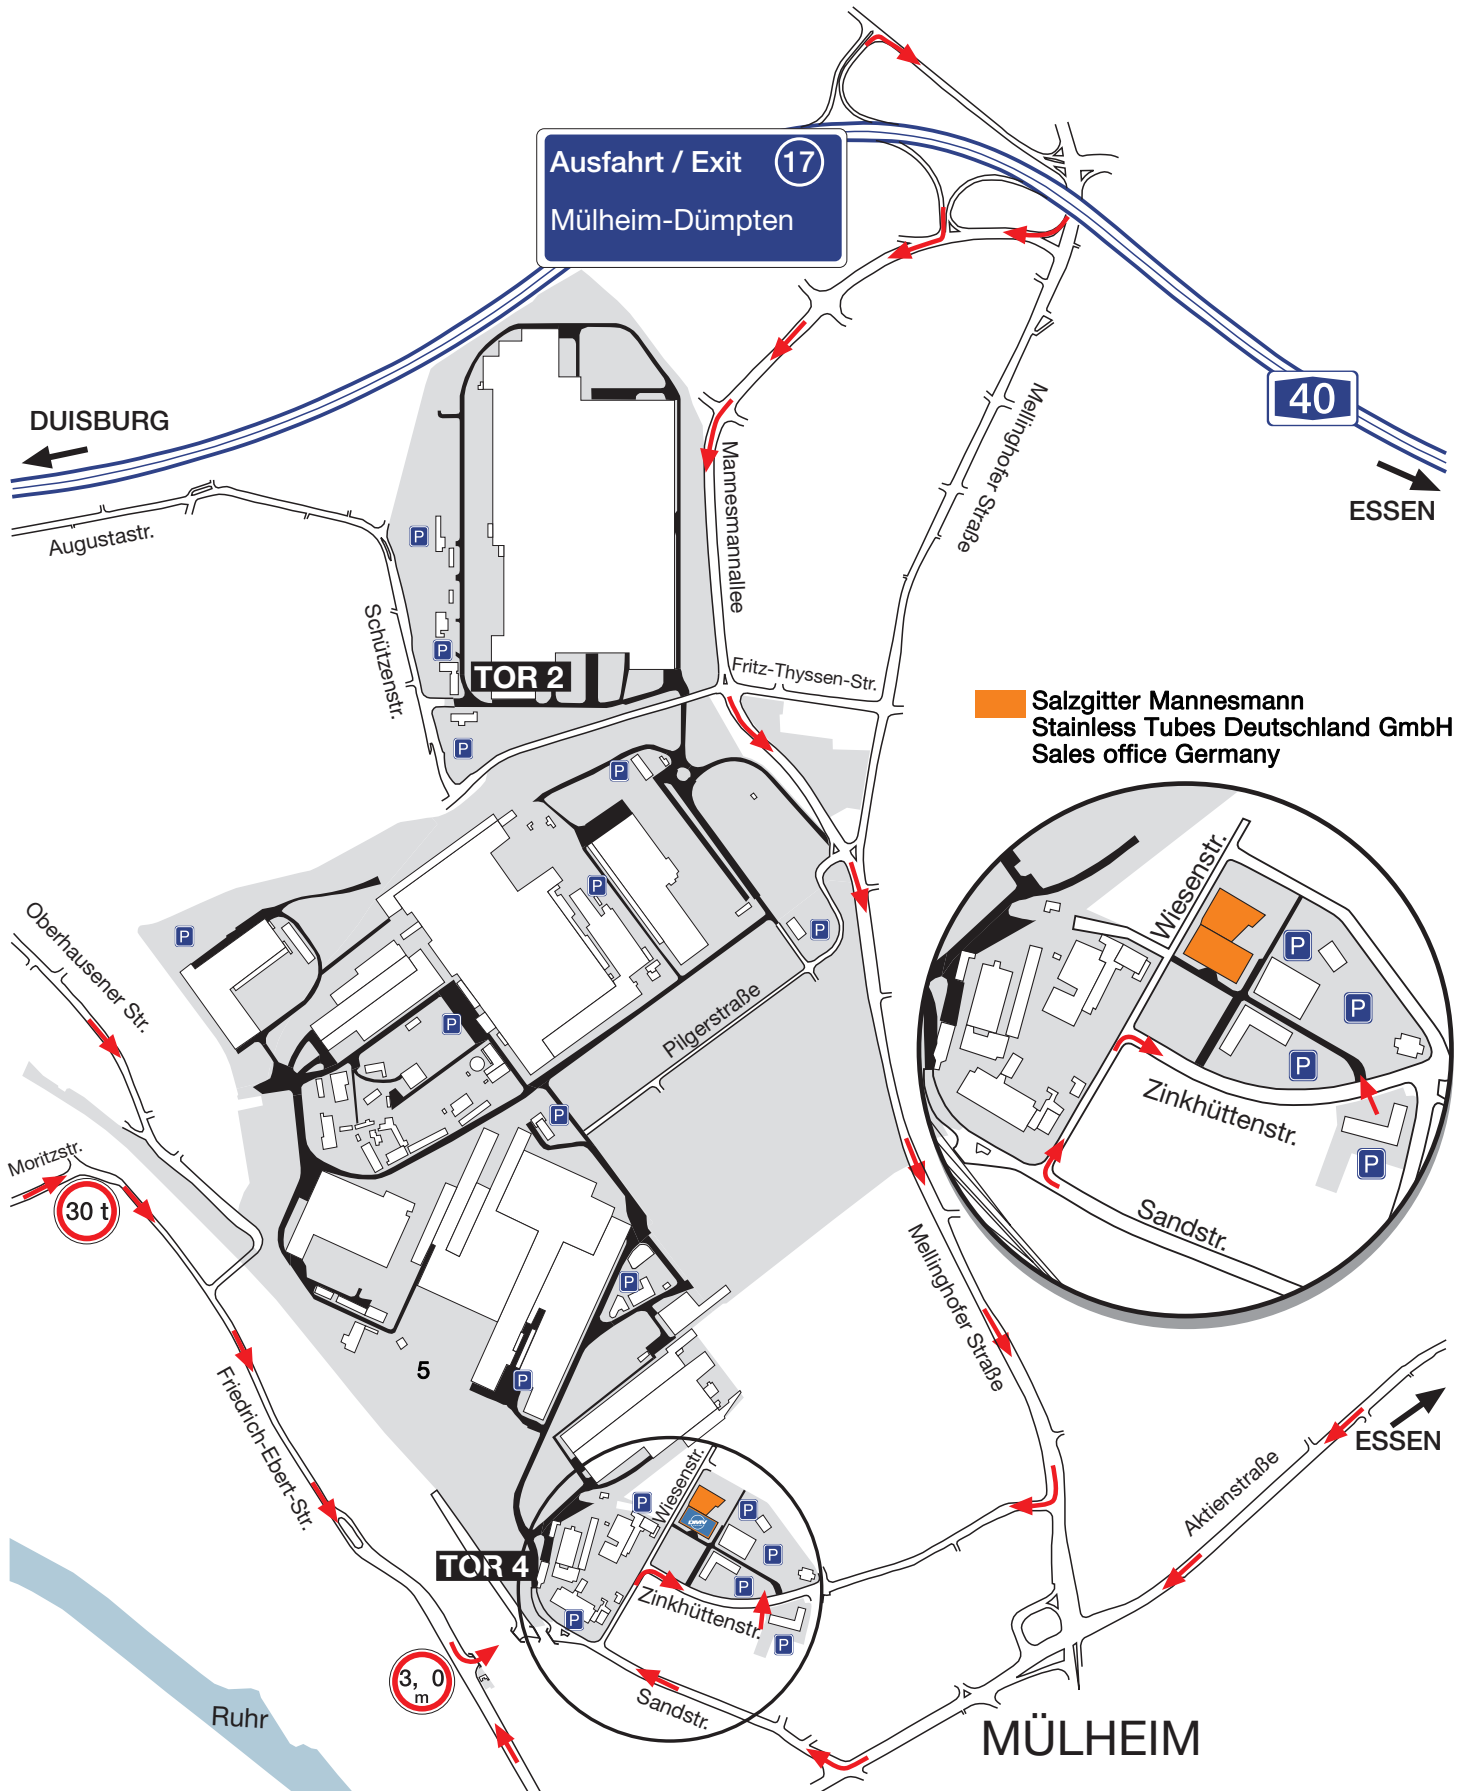 Ausfahrt / Exit 17
Mülheim-Dümpten
40
DUISBURG
ESSEN
Augustastr.
Mannesmannallee
Mellinghofer Straße
Schützenstr.
P
P
TOR 2
Fritz-Thyssen-Str.
P
P
Salzgitter Mannesmann
Stainless Tubes Deutschland GmbH
Sales office Germany
Wiesenstr.
P
P
P
Zinkhüttenstr.
P
Sandstr.
P
P
P
Oberhausener Str.
P
Pilgerstraße
P
Moritzstr.
30 t
P
Mellinghofer Straße
5
P
Friedrich-Ebert-Str.
ESSEN
Aktienstraße
Wiesenstr.
P
P
DMV
P
P
TOR 4
Zinkhüttenstr.
P
P
3, 0
m
Sandstr.
Ruhr
MÜLHEIM